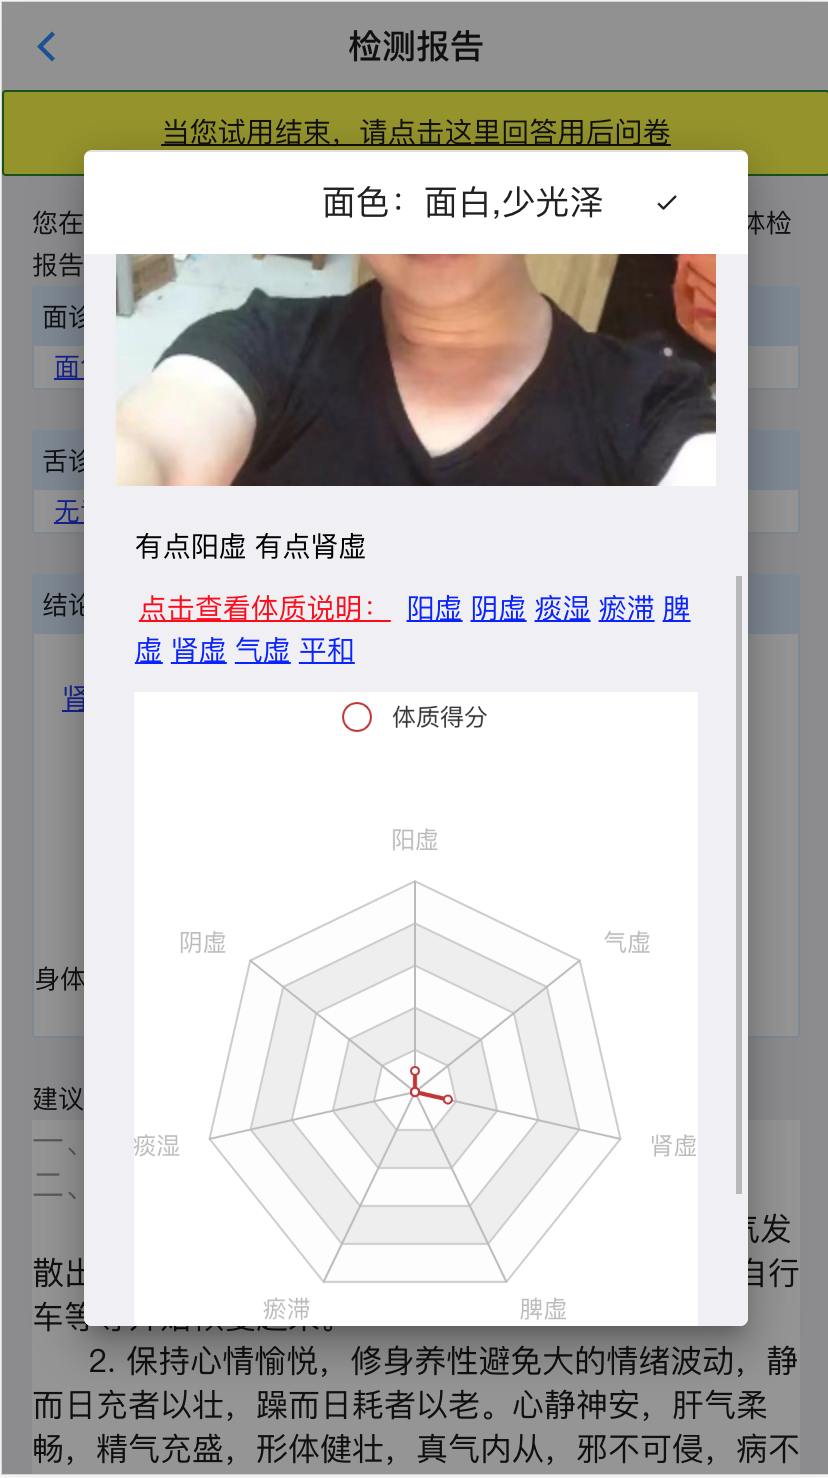 检测报告
当您试用结束，请点击这里回答用后问卷
面色：面白,少光泽
您在
体检
报告
面诊
面
舌诊
无
有点阳虚 有点肾虚
点击查看体质说明： 阳虚 阴虚 痰湿 瘀滞 脾
虚 肾虚 气虚 平和
结论
肾
体质得分
阳虚
阴虚
气虚
身体
建议
痰湿
肾虚
一、
二、
气发
散出
自行
瘀滞
脾虚
车等
2. 保持心情愉悦，修身养性避免大的情绪波动，静
而日充者以壮，躁而日耗者以老。心静神安，肝气柔
畅，精气充盛，形体健壮，真气内从，邪不可侵，病不